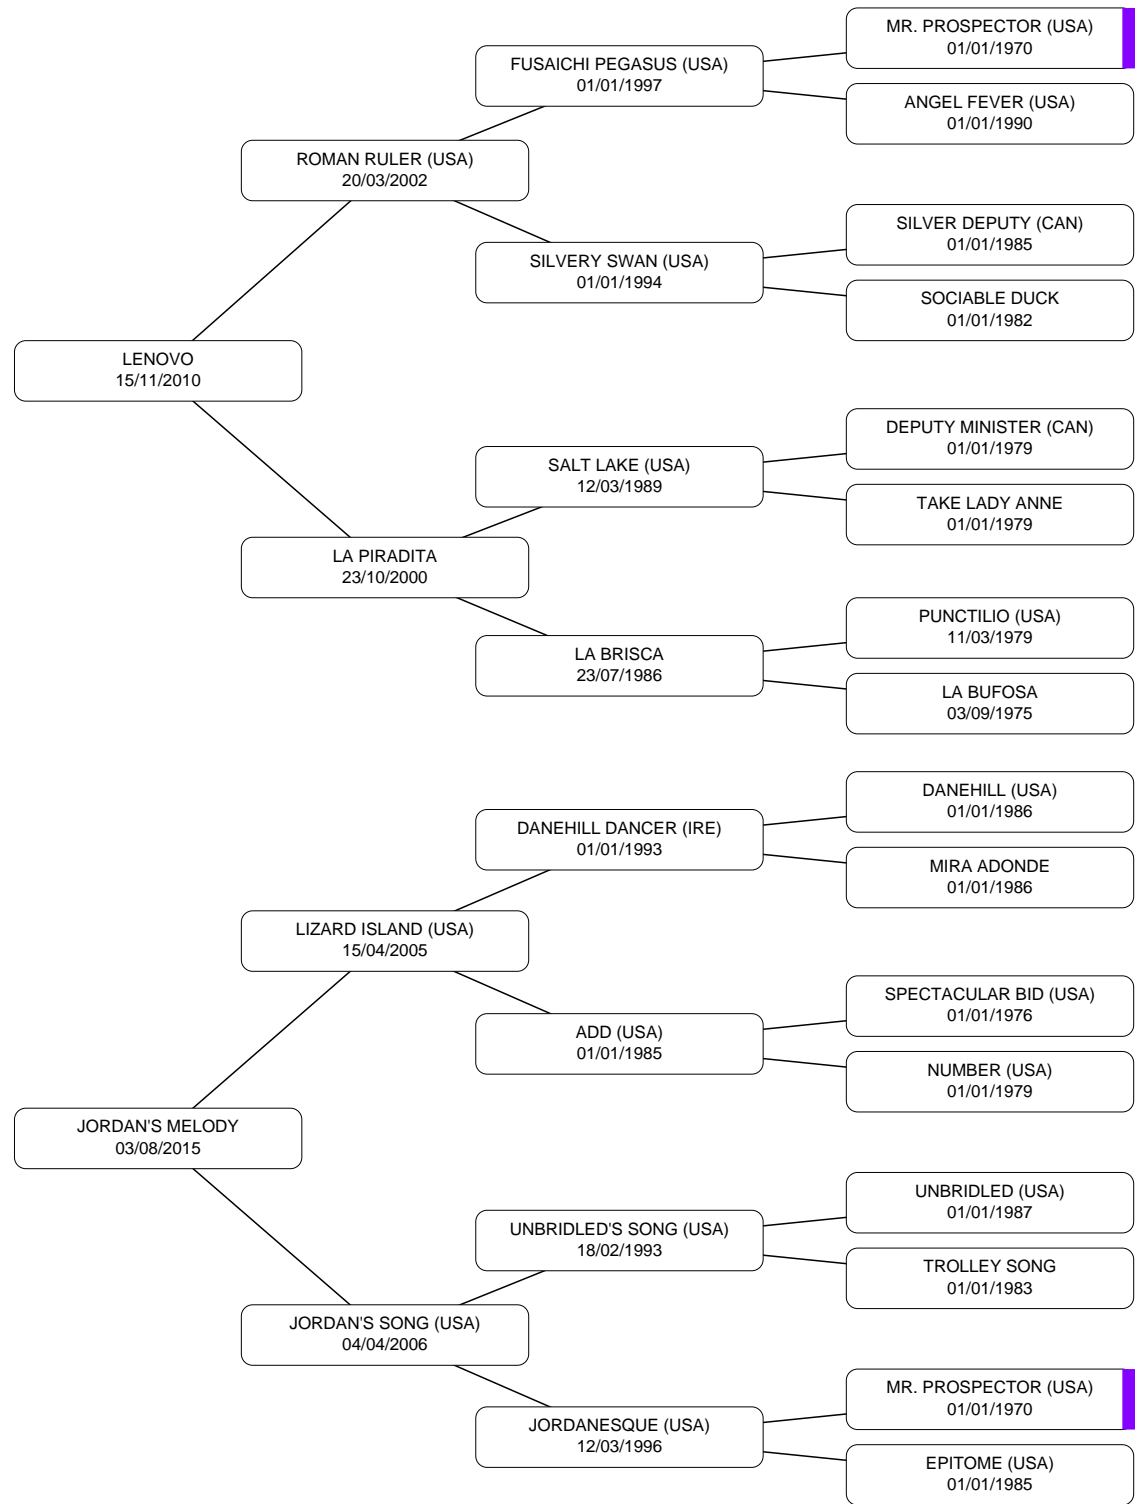 MR. PROSPECTOR (USA)
01/01/1970
FUSAICHI PEGASUS (USA)
01/01/1997
ANGEL FEVER (USA)
01/01/1990
ROMAN RULER (USA)
20/03/2002
SILVER DEPUTY (CAN)
01/01/1985
SILVERY SWAN (USA)
01/01/1994
SOCIABLE DUCK
01/01/1982
LENOVO
15/11/2010
DEPUTY MINISTER (CAN)
01/01/1979
SALT LAKE (USA)
12/03/1989
TAKE LADY ANNE
01/01/1979
LA PIRADITA
23/10/2000
PUNCTILIO (USA)
11/03/1979
LA BRISCA
23/07/1986
LA BUFOSA
03/09/1975
DANEHILL (USA)
01/01/1986
DANEHILL DANCER (IRE)
01/01/1993
MIRA ADONDE
01/01/1986
LIZARD ISLAND (USA)
15/04/2005
SPECTACULAR BID (USA)
01/01/1976
ADD (USA)
01/01/1985
NUMBER (USA)
01/01/1979
JORDAN'S MELODY
03/08/2015
UNBRIDLED (USA)
01/01/1987
UNBRIDLED'S SONG (USA)
18/02/1993
TROLLEY SONG
01/01/1983
JORDAN'S SONG (USA)
04/04/2006
MR. PROSPECTOR (USA)
01/01/1970
JORDANESQUE (USA)
12/03/1996
EPITOME (USA)
01/01/1985